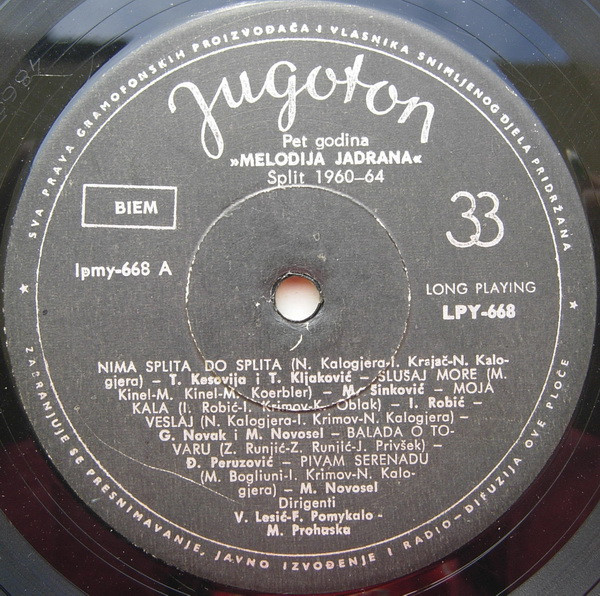 SVA PRAVA GRAMOFONSKIH PROIZVOĐAČA I VLASNIKA SNIMLJENOG DJELA PRIDRŽANA
Jugoton
Pet godina
»MELODIJA JADRANA«
Split 1960–64
BIEM
33
lpmy-668 A
LONG PLAYING
LPY-668
NIMA SPLITA DO SPLITA (N. Kalogjera-I. Krajač-N. Kalo-
gjera) – T. Kesovija i T. Kljaković – SLUŠAJ MORE (M.
Kinel-M. Kinel-M. Koerbler) – M. Sinković – MOJA
KALA (I. Robić-I. Krimov-K. Oblak) – I. Robić –
VESLAJ (N. Kalogjera-I. Krimov-N. Kalogjera) –
G. Novak i M. Novosel – BALADA O TO-
VARU (Z. Runjić-Z. Runjić-J. Privšek) –
Đ. Peruzović – PIVAM SERENADU
(M. Bogliuni-I. Krimov-N. Kalo-
gjera) – M. Novosel
Dirigenti
V. Lesić-F. Pomykalo -
M. Prohaska
ZABRANJUJE SE PRESNIMAVANJE, JAVNO IZVOĐENJE I RADIO-DIFUZIJA OVE PLOČE